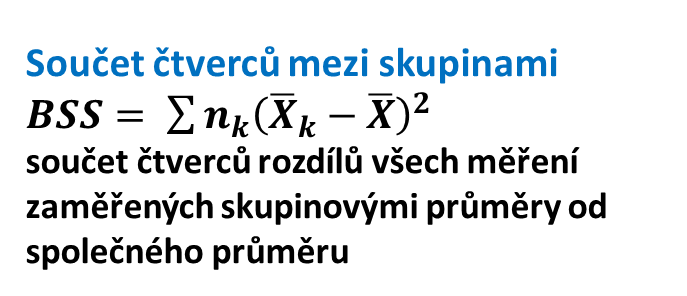 Součet čtverců mezi skupinami
BSS = ∑ nₖ(X̅ₖ − X̅)²
součet čtverců rozdílů všech měření
zaměřených skupinovými průměry od
společného průměru